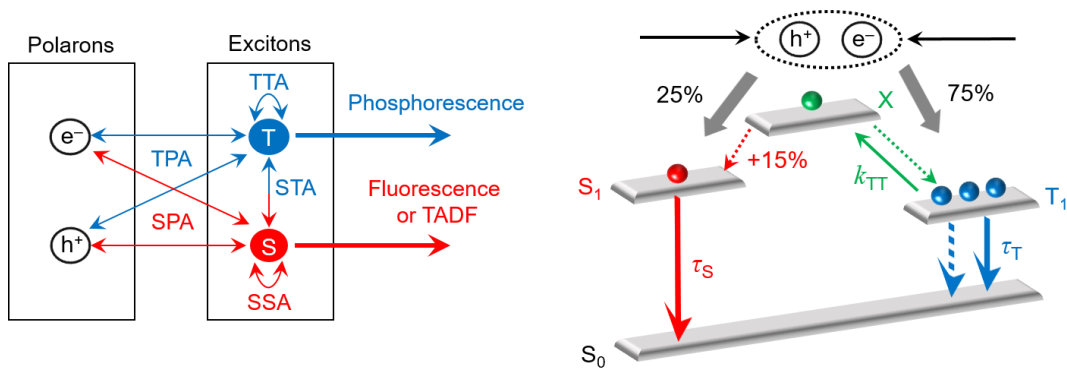 Polarons
Excitons
TTA
Phosphorescence
e⁻
T
TPA
STA
Fluorescence
or TADF
SPA
h⁺
S
SSA
h⁺ e⁻
25%
X
75%
+15%
k_TT
S₁
T₁
τ_S
τ_T
S₀